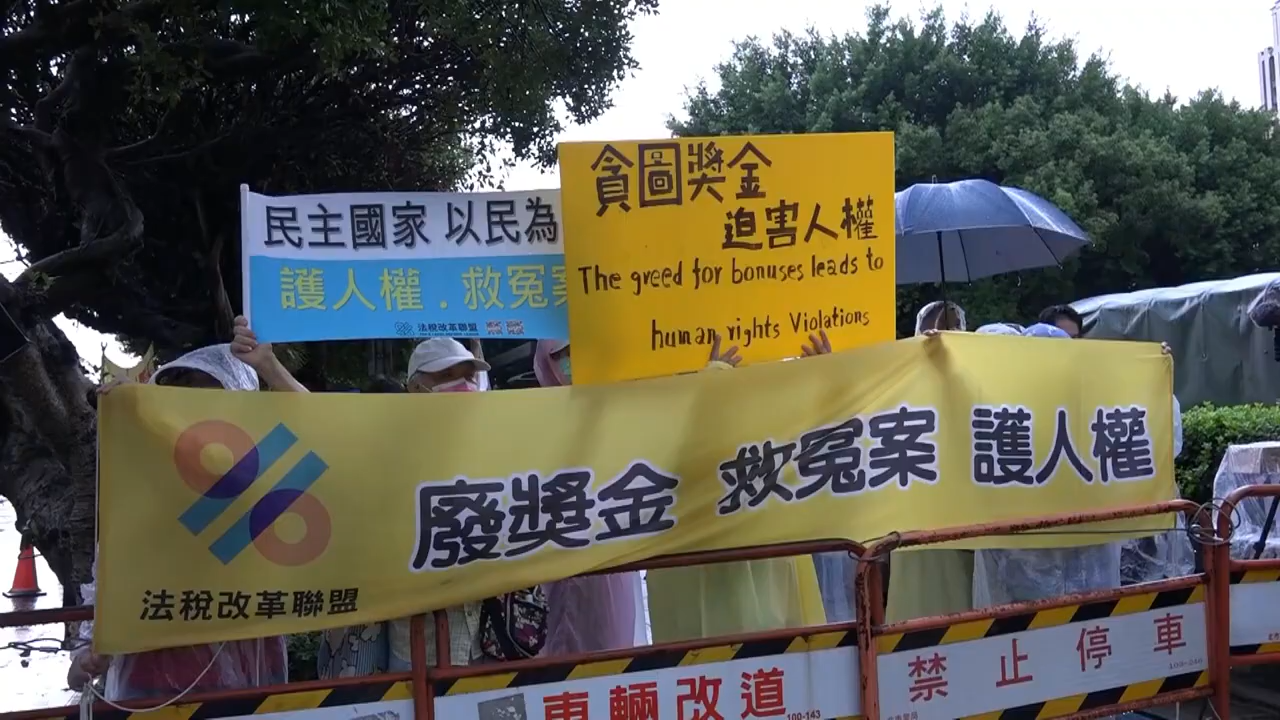 民主國家 以民為
護人權．救冤案
法稅改革聯盟
貪圖獎金
迫害人權
The greed for bonuses leads to
human rights Violations
廢獎金 救冤案 護人權
法稅改革聯盟
車輛改道
100-143
禁止停車